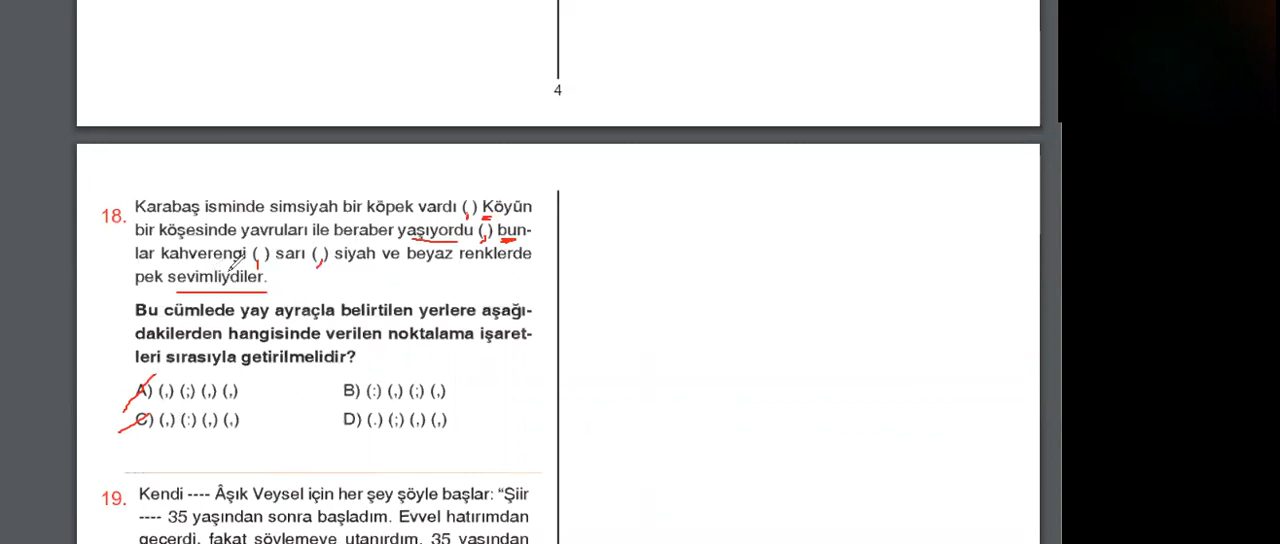 4
18. Karabaş isminde simsiyah bir köpek vardı ( ) Köyün
bir köşesinde yavruları ile beraber yaşıyordu (,) bun-
lar kahverengi ( ) sarı (,) siyah ve beyaz renklerde
pek sevimliydiler.
Bu cümlede yay ayraçla belirtilen yerlere aşağı-
dakilerden hangisinde verilen noktalama işaret-
leri sırasıyla getirilmelidir?
A) (,) (;) (,) (,) B) (:) (,) (;) (,)
C) (,) (:) (,) (,) D) (.) (;) (,) (,)
19. Kendi ---- Âşık Veysel için her şey şöyle başlar: “Şiir
---- 35 yaşından sonra başladım. Evvel hatırımdan
geçerdi, fakat söylemeye utanırdım. 35 yaşından